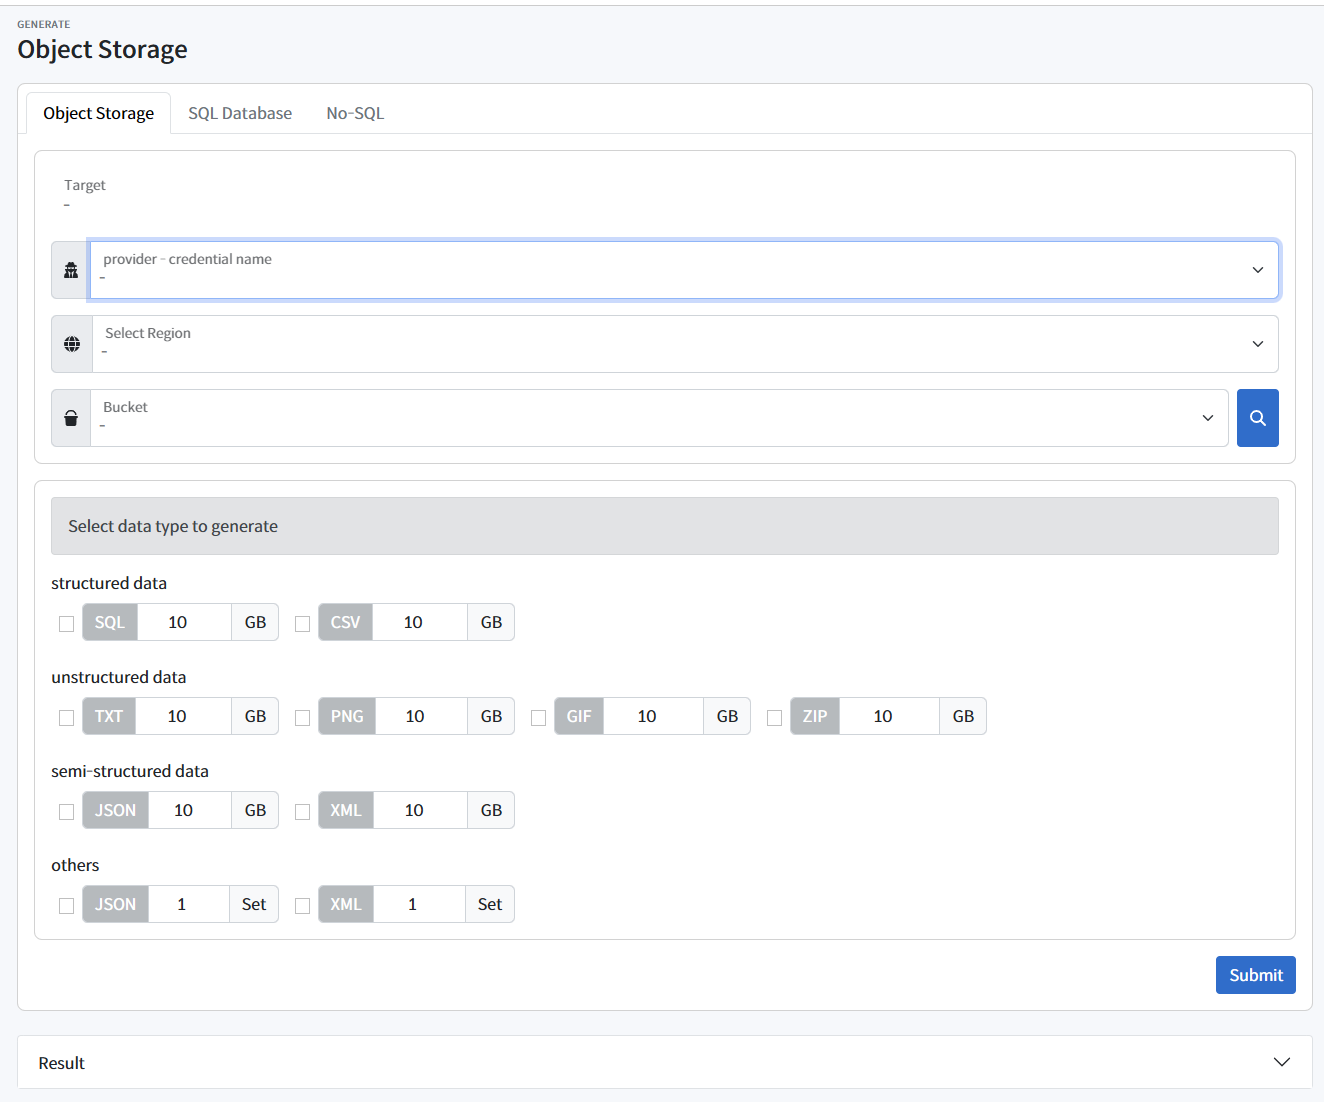 GENERATE
Object Storage
Object Storage SQL Database No-SQL
Target
-
provider - credential name
-
Select Region
-
Bucket
-
Select data type to generate
structured data
SQL 10 GB CSV 10 GB
unstructured data
TXT 10 GB PNG 10 GB GIF 10 GB ZIP 10 GB
semi-structured data
JSON 10 GB XML 10 GB
others
JSON 1 Set XML 1 Set
Submit
Result